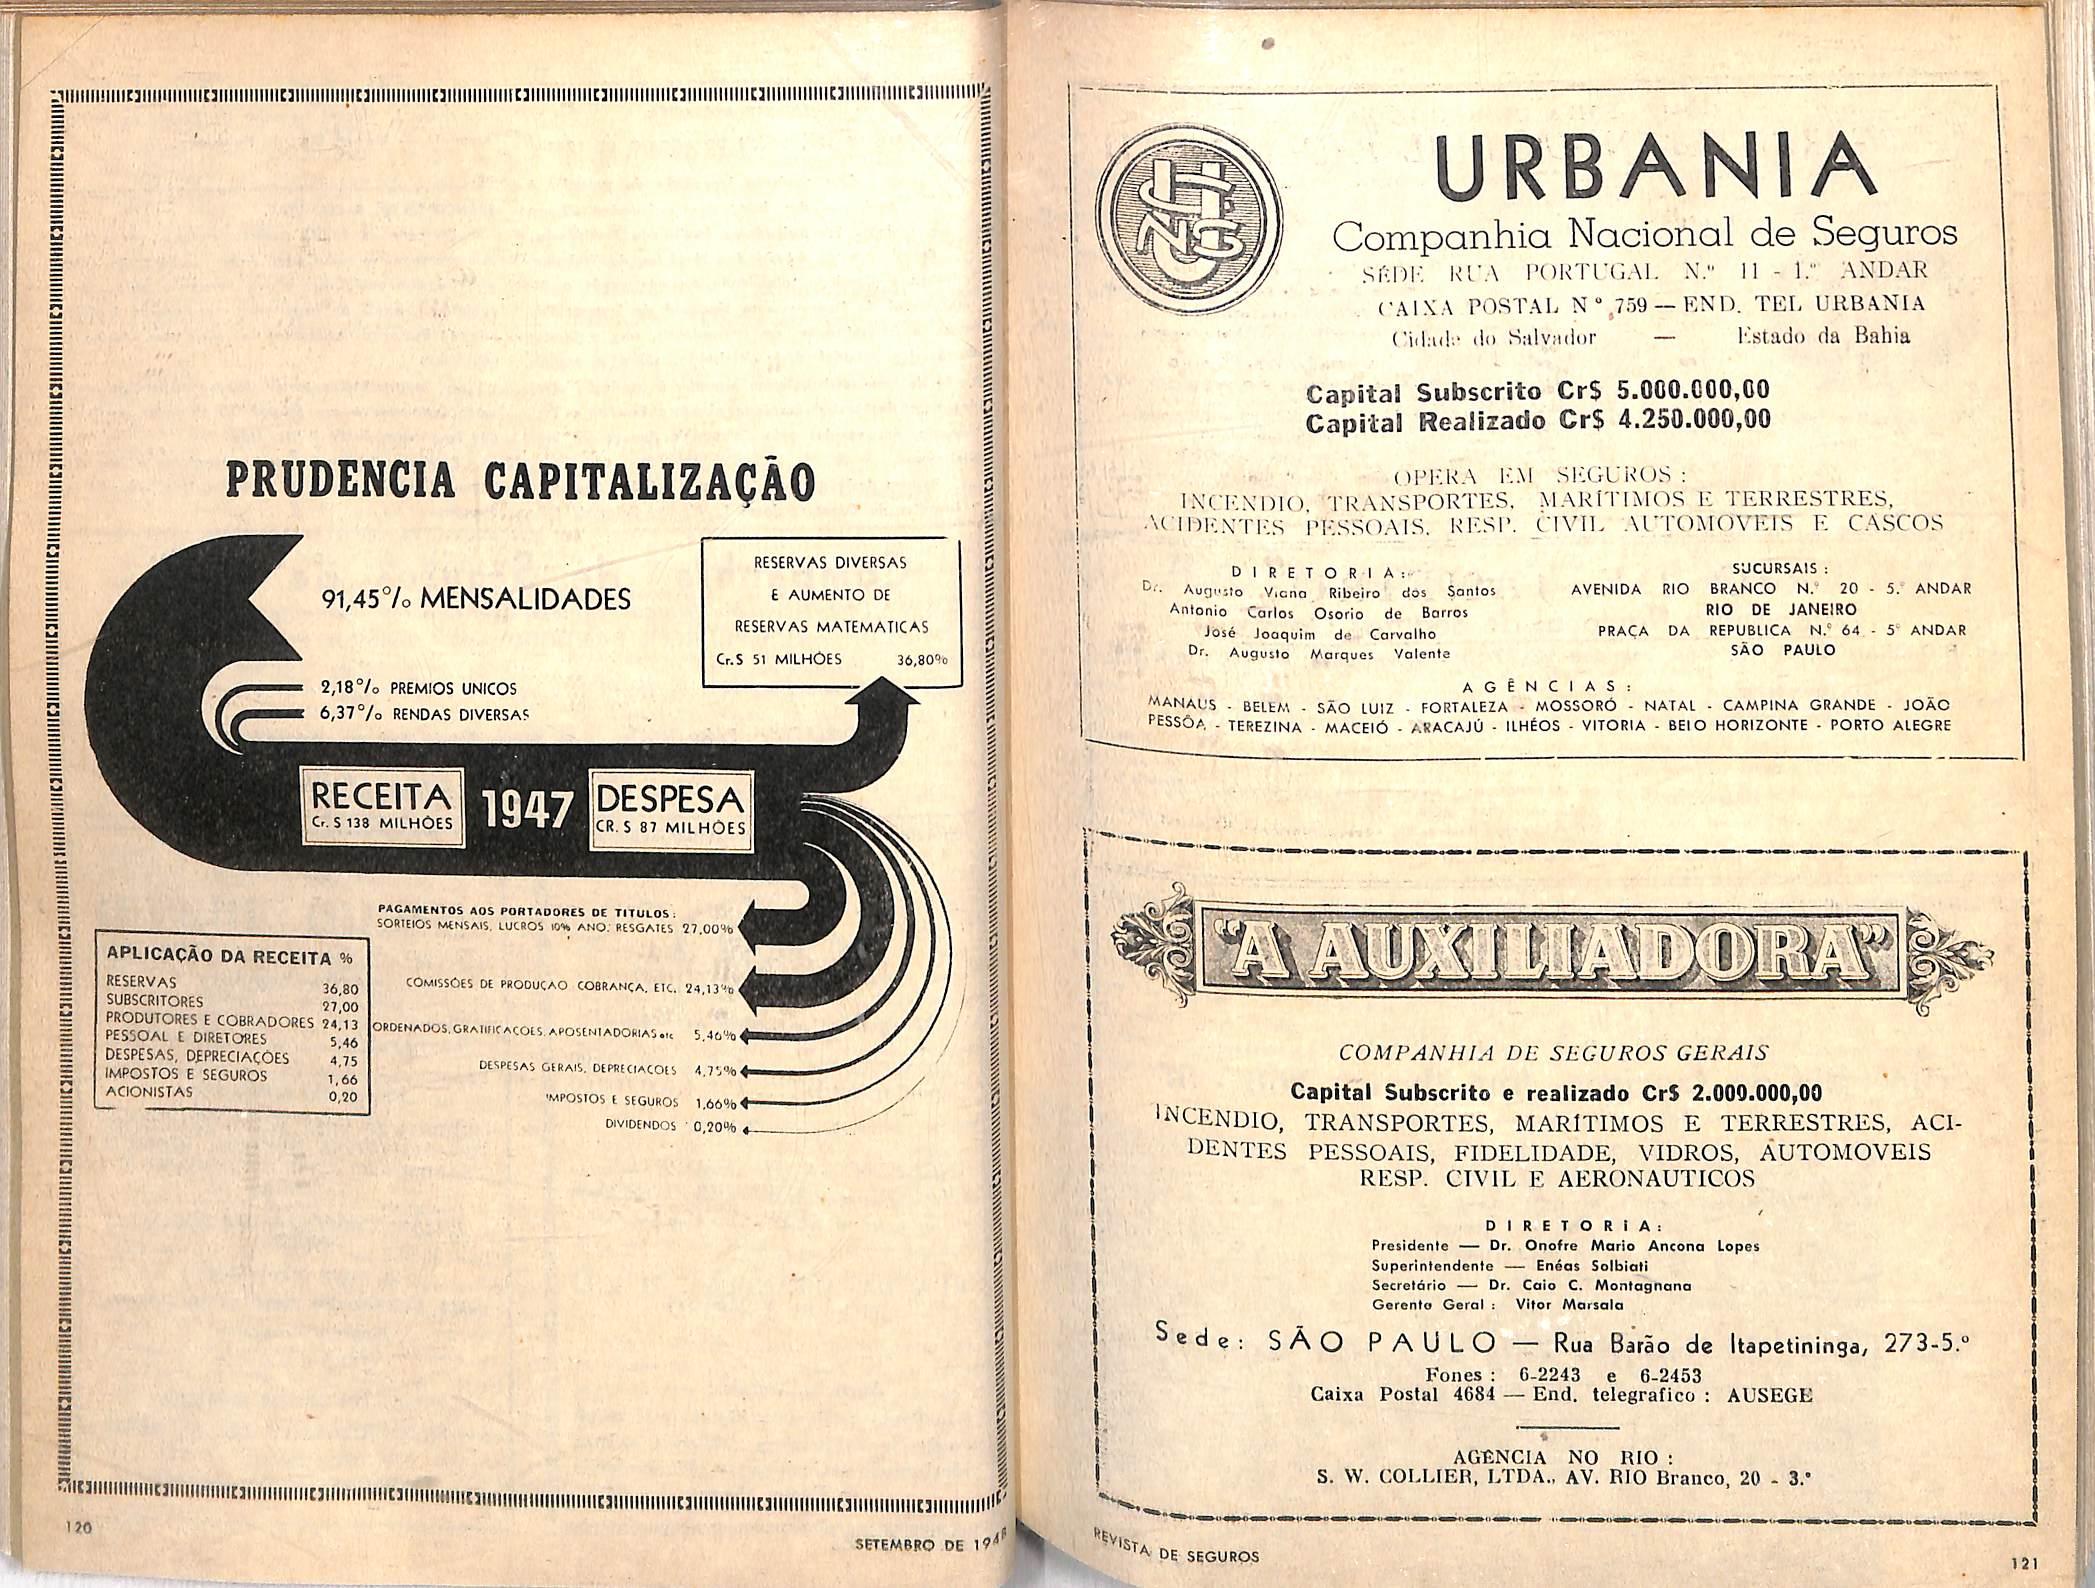 PRUDENCIA CAPITALIZAÇÃO
91,45% MENSALIDADES
2,18% PREMIOS UNICOS
6,37% RENDAS DIVERSAS
RESERVAS DIVERSAS
E AUMENTO DE
RESERVAS MATEMATICAS
Cr.$ 51 MILHÕES 36,80%
RECEITA
Cr. $ 138 MILHÕES
1947
DESPESA
CR. $ 87 MILHÕES
PAGAMENTOS AOS PORTADORES DE TITULOS:
SORTEIOS MENSAIS, LUCROS 10% ANO: RESGATES 27,00%
COMISSÕES DE PRODUÇAO COBRANÇA, ETC. 24,13%
ORDENADOS, GRATIFICACOES, APOSENTADORIAS etc 5,46%
DESPESAS GERAIS, DEPRECIACOES 4,75%
IMPOSTOS E SEGUROS 1,66%
DIVIDENDOS 0,20%
APLICAÇÃO DA RECEITA %
RESERVAS 36,80
SUBSCRITORES 27,00
PRODUTORES E COBRADORES 24,13
PESSOAL E DIRETORES 5,46
DESPESAS, DEPRECIAÇÕES 4,75
IMPOSTOS E SEGUROS 1,66
ACIONISTAS 0,20
120
SETEMBRO DE 1948
URBANIA
Companhia Nacional de Seguros
SÉDE RUA PORTUGAL N.º 11 - 1.º ANDAR
CAIXA POSTAL Nº 759 — END. TEL URBANIA
Cidade do Salvador — Estado da Bahia
Capital Subscrito Cr$ 5.000.000,00
Capital Realizado Cr$ 4.250.000,00
OPERA EM SEGUROS :
INCENDIO, TRANSPORTES, MARÍTIMOS E TERRESTRES,
ACIDENTES PESSOAIS, RESP. CIVIL AUTOMOVEIS E CASCOS
DIRETORIA:
Dr. Augusto Viana Ribeiro dos Santos
Antonio Carlos Osorio de Barros
José Joaquim de Carvalho
Dr. Augusto Marques Valente
SUCURSAIS :
AVENIDA RIO BRANCO N.º 20 - 5.º ANDAR
RIO DE JANEIRO
PRAÇA DA REPUBLICA N.º 64 - 5º ANDAR
SÃO PAULO
AGÊNCIAS:
MANAUS - BELEM - SÃO LUIZ - FORTALEZA - MOSSORÓ - NATAL - CAMPINA GRANDE - JOÃO
PESSÔA - TEREZINA - MACEIÓ - ARACAJÚ - ILHÉOS - VITORIA - BELO HORIZONTE - PORTO ALEGRE
"A AUXILIADORA"
COMPANHIA DE SEGUROS GERAIS
Capital Subscrito e realizado Cr$ 2.000.000,00
INCENDIO, TRANSPORTES, MARÍTIMOS E TERRESTRES, ACI-
DENTES PESSOAIS, FIDELIDADE, VIDROS, AUTOMOVEIS
RESP. CIVIL E AERONAUTICOS
DIRETORIA:
Presidente — Dr. Onofre Mario Ancona Lopes
Superintendente — Enéas Solbiati
Secretário — Dr. Caio C. Montagnana
Gerente Geral : Vitor Marsala
Sede: SÃO PAULO — Rua Barão de Itapetininga, 273-5.º
Fones : 6-2243 e 6-2453
Caixa Postal 4684 — End. telegrafico : AUSEGE
AGÊNCIA NO RIO :
S. W. COLLIER, LTDA., AV. RIO Branco, 20 - 3.º
REVISTA DE SEGUROS
121